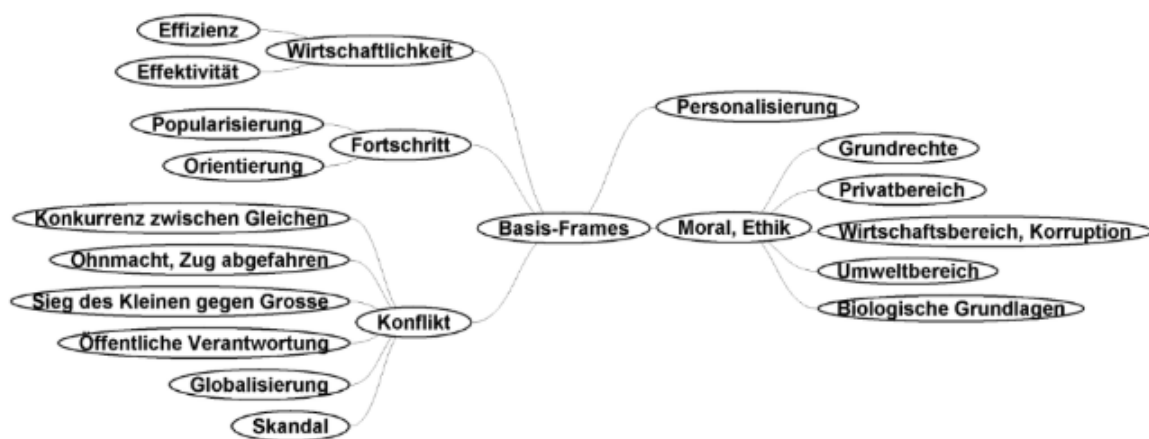 Effizienz
Effektivität
Wirtschaftlichkeit
Popularisierung
Orientierung
Fortschritt
Konkurrenz zwischen Gleichen
Ohnmacht, Zug abgefahren
Sieg des Kleinen gegen Grosse
Öffentliche Verantwortung
Globalisierung
Skandal
Konflikt
Basis-Frames
Personalisierung
Moral, Ethik
Grundrechte
Privatbereich
Wirtschaftsbereich, Korruption
Umweltbereich
Biologische Grundlagen